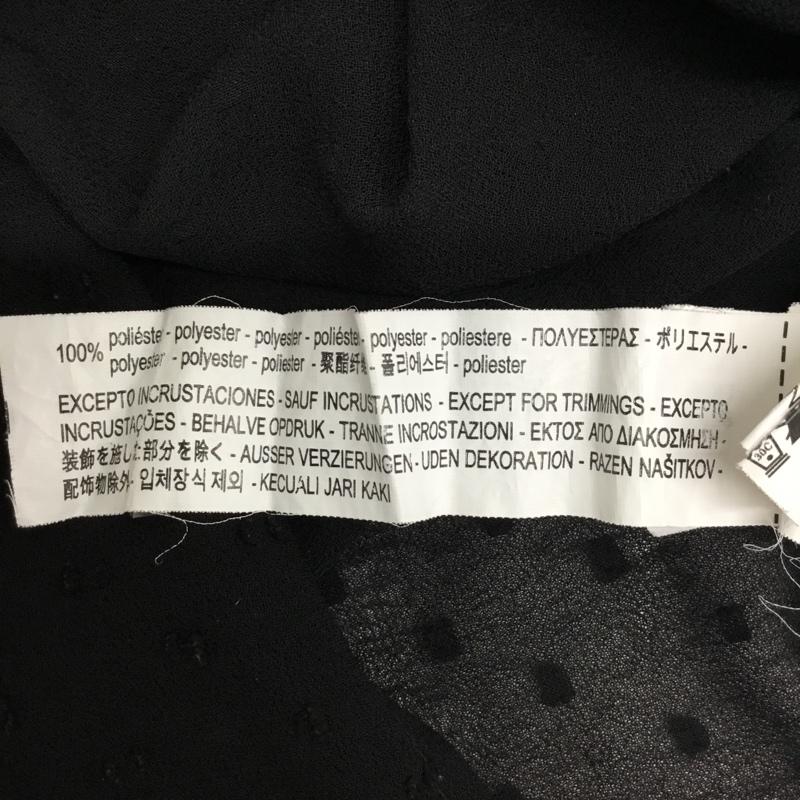 100% poliéster - polyester - polyester - poliéster - polyester - poliestere - ΠΟΛΥΕΣΤΕΡΑΣ - ポリエステル -
polyester - polyester - poliester - 聚酯纤维 - 폴리에스터 - poliester
EXCEPTO INCRUSTACIONES - SAUF INCRUSTATIONS - EXCEPT FOR TRIMMINGS - EXCEPTO
INCRUSTAÇÕES - BEHALVE OPDRUK - TRANNE INCROSTAZIONI - ΕΚΤΟΣ ΑΠΟ ΔΙΑΚΟΣΜΗΣΗ -
装飾を施した部分を除く - AUSSER VERZIERUNGEN - UDEN DEKORATION - RAZEN NAŠITKOV -
配饰物除外 - 입체장식 제외 - KECUALI JARI KAKI
30C